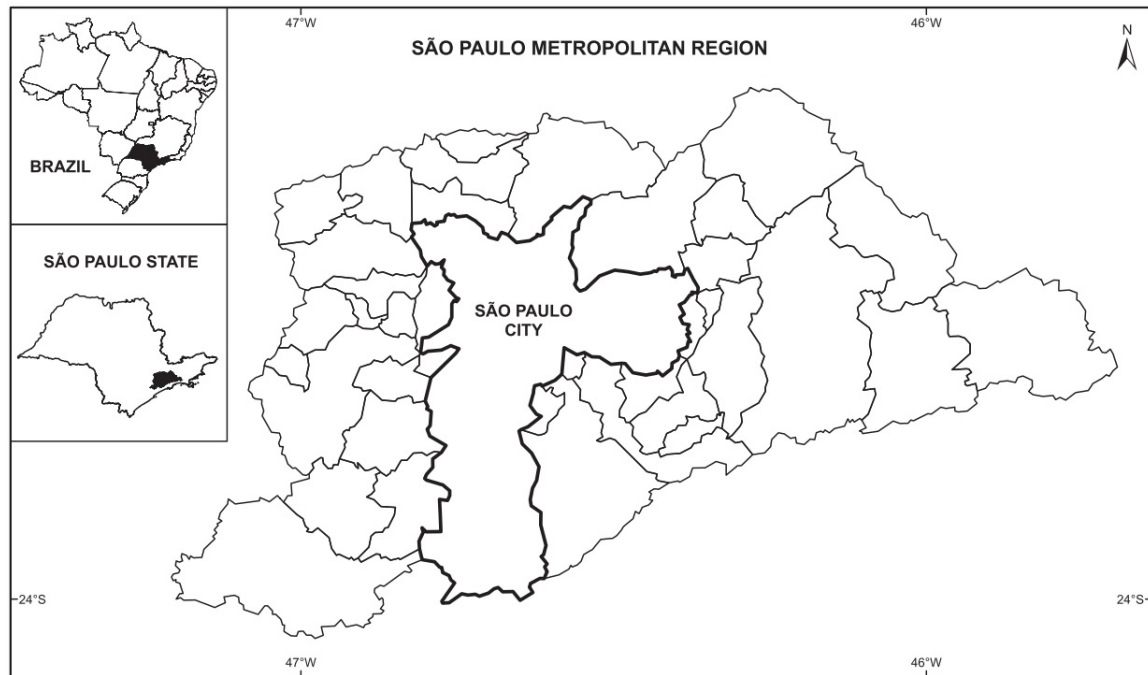 47°W
46°W
SÃO PAULO METROPOLITAN REGION
N
BRAZIL
SÃO PAULO STATE
SÃO PAULO
CITY
24°S
24°S
47°W
46°W